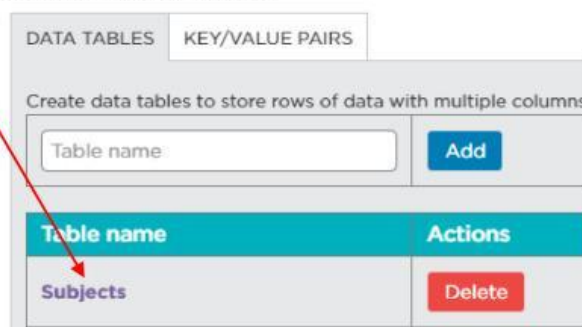 DATA TABLES KEY/VALUE PAIRS
Create data tables to store rows of data with multiple columns
Table name Add
Table name Actions
Subjects Delete